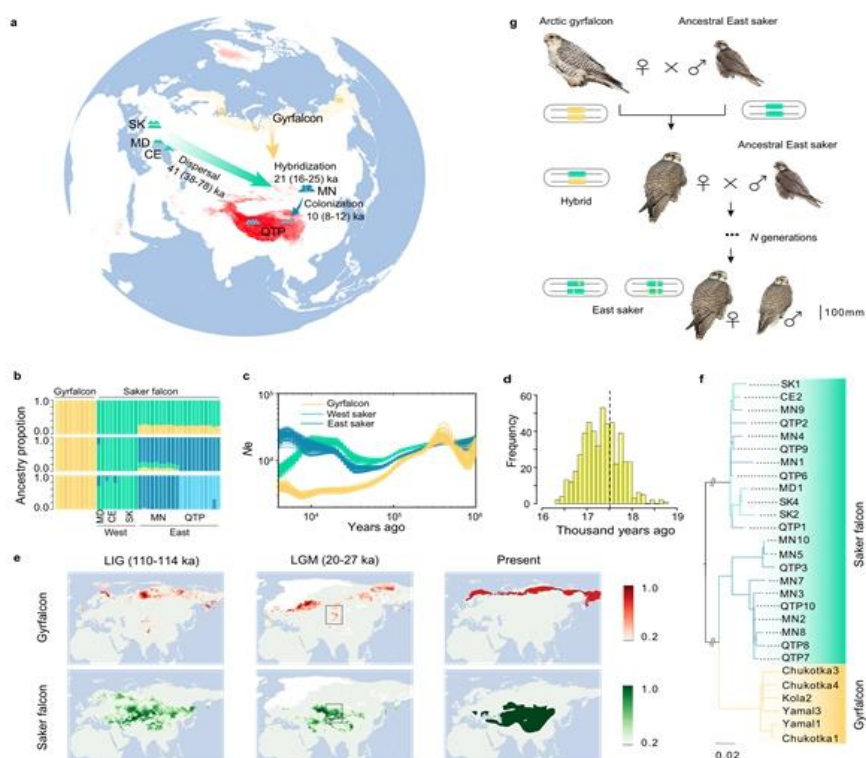 a
SK
MD
CE
Dispersal
41 (38-78) ka
Gyrfalcon
Hybridization
21 (16-25) ka
MN
Colonization
10 (8-12) ka
QTP
g
Arctic gyrfalcon
Ancestral East saker
♀ × ♂
Ancestral East saker
♀ × ♂
Hybrid
N generations
East saker
♀
♂
100mm
b
Gyrfalcon
Saker falcon
Ancestry propotion
1.0
0.0
1.0
0.0
1.0
0.0
MD
CE
SK
MN
QTP
West
East
c
Gyrfalcon
West saker
East saker
Ne
10⁴
10⁴
Years ago
d
Frequency
60
40
20
0
16
17
18
19
Thousand years ago
e
LIG (110-114 ka)
LGM (20-27 ka)
Present
Gyrfalcon
1.0
0.2
Saker falcon
1.0
0.2
f
SK1
CE2
MN9
QTP2
MN4
QTP9
MN1
QTP6
MD1
SK4
SK2
QTP1
MN10
MN5
QTP3
MN7
MN3
QTP10
MN2
MN8
QTP8
QTP7
Chukotka3
Chukotka4
Kola2
Yamal3
Yamal1
Chukotka1
Saker falcon
Gyrfalcon
0.02